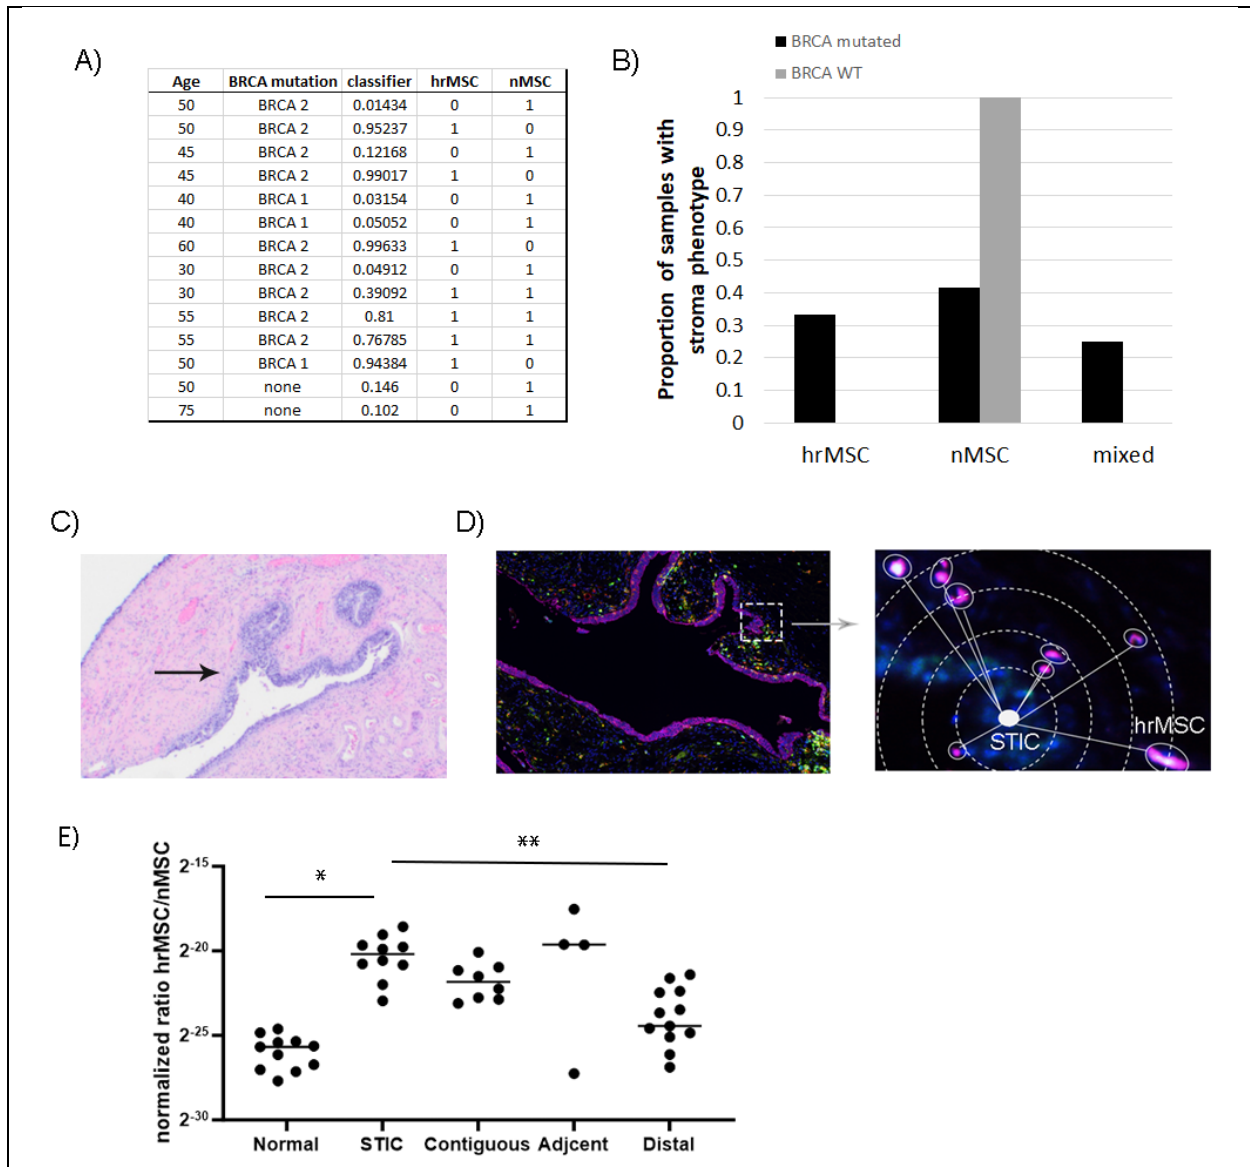 A)
Age BRCA mutation classifier hrMSC nMSC
50 BRCA 2 0.01434 0 1
50 BRCA 2 0.95237 1 0
45 BRCA 2 0.12168 0 1
45 BRCA 2 0.99017 1 0
40 BRCA 1 0.03154 0 1
40 BRCA 1 0.05052 0 1
60 BRCA 2 0.99633 1 0
30 BRCA 2 0.04912 0 1
30 BRCA 2 0.39092 1 1
55 BRCA 2 0.81 1 1
55 BRCA 2 0.76785 1 1
50 BRCA 1 0.94384 1 0
50 none 0.146 0 1
75 none 0.102 0 1
B)
BRCA mutated
BRCA WT
Proportion of samples with
stroma phenotype
1
0.9
0.8
0.7
0.6
0.5
0.4
0.3
0.2
0.1
0
hrMSC nMSC mixed
C)
D)
STIC
hrMSC
E)
normalized ratio hrMSC/nMSC
2-15
2-20
2-25
2-30
*
**
Normal STIC Contiguous Adjcent Distal